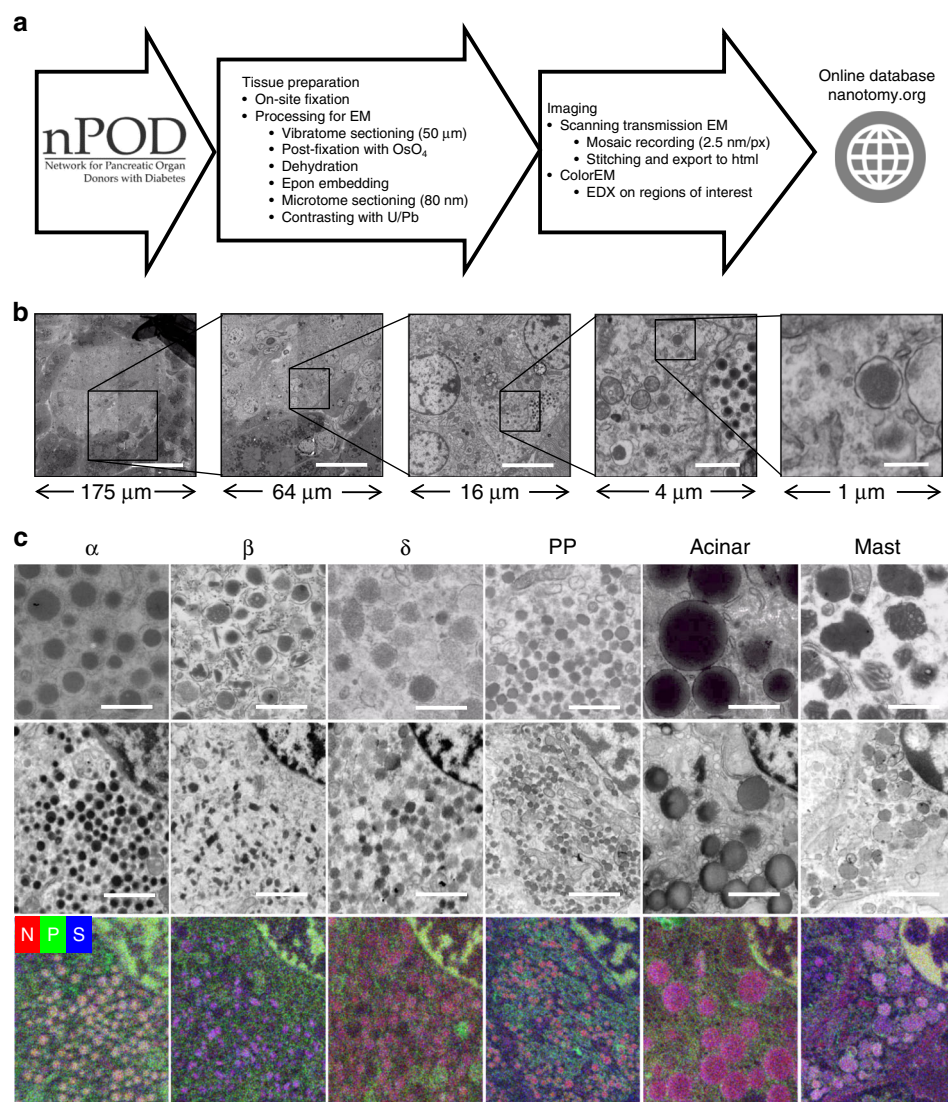 a
nPOD
Network for Pancreatic Organ
Donors with Diabetes
Tissue preparation
• On-site fixation
• Processing for EM
• Vibratome sectioning (50 μm)
• Post-fixation with OsO4
• Dehydration
• Epon embedding
• Microtome sectioning (80 nm)
• Contrasting with U/Pb
Imaging
• Scanning transmission EM
• Mosaic recording (2.5 nm/px)
• Stitching and export to html
• ColorEM
• EDX on regions of interest
Online database
nanotomy.org
b
175 μm
64 μm
16 μm
4 μm
1 μm
c
α β δ PP Acinar Mast
N P S